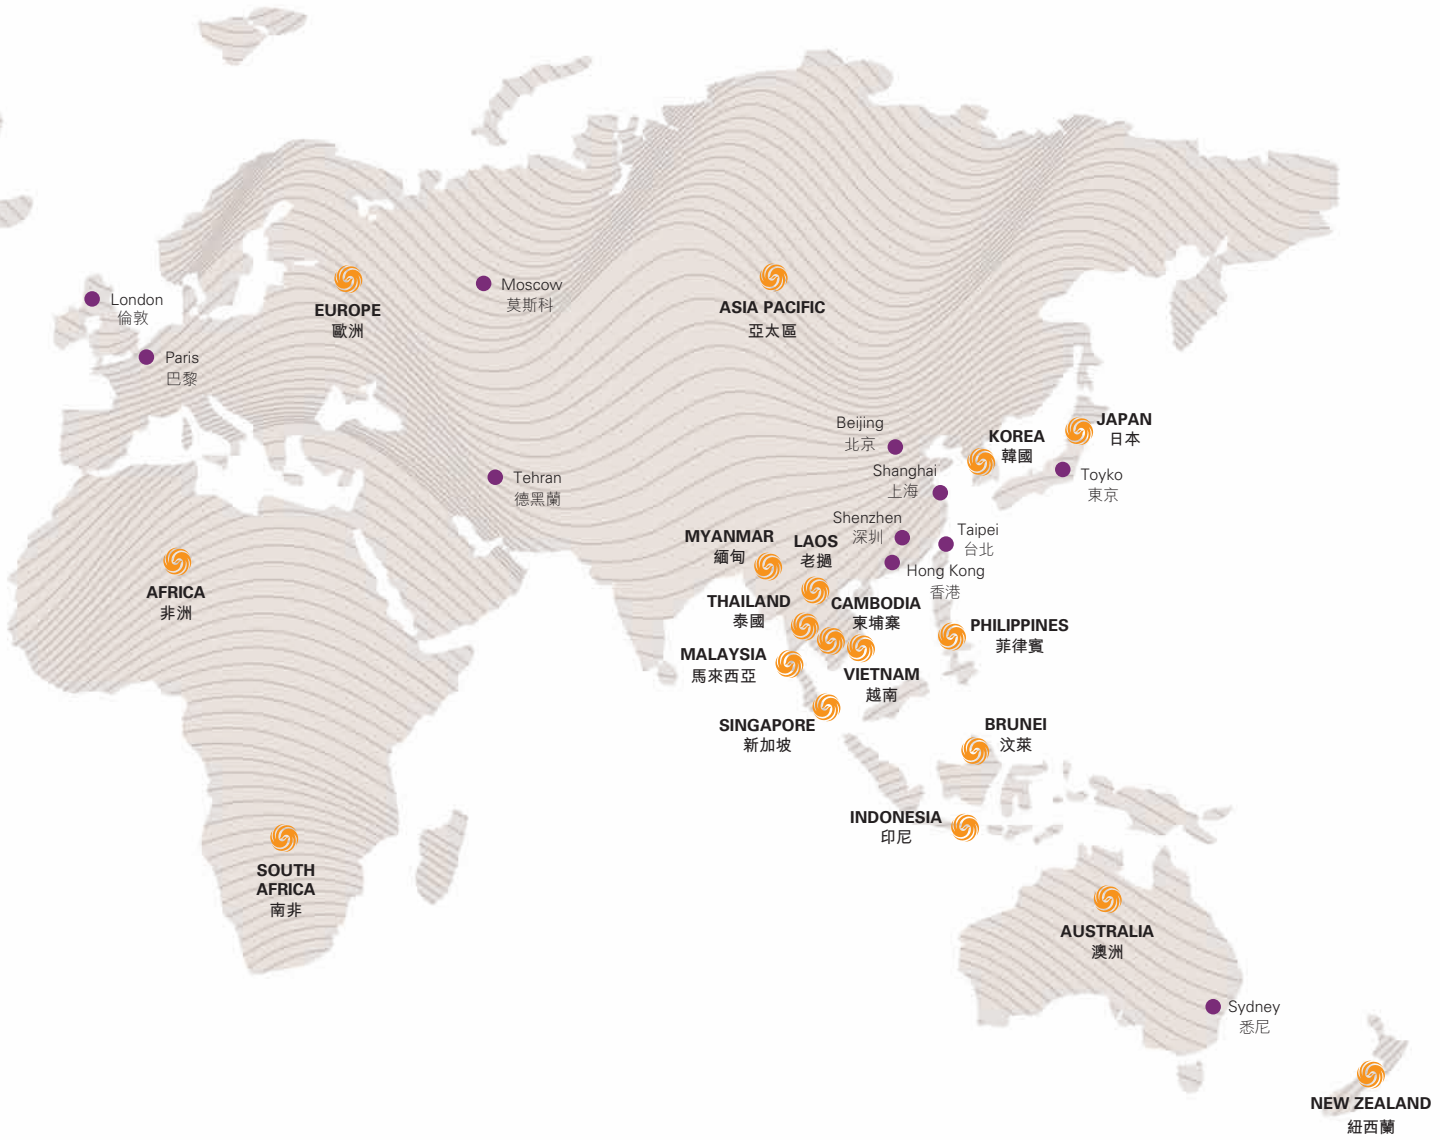 London
倫敦
Paris
巴黎
EUROPE
歐洲
Moscow
莫斯科
ASIA PACIFIC
亞太區
Tehran
德黑蘭
Beijing
北京
Shanghai
上海
KOREA
韓國
JAPAN
日本
Toyko
東京
Shenzhen
深圳
Taipei
台北
Hong Kong
香港
MYANMAR
緬甸
LAOS
老撾
THAILAND
泰國
CAMBODIA
柬埔寨
PHILIPPINES
菲律賓
MALAYSIA
馬來西亞
VIETNAM
越南
SINGAPORE
新加坡
BRUNEI
汶萊
INDONESIA
印尼
AFRICA
非洲
SOUTH
AFRICA
南非
AUSTRALIA
澳洲
Sydney
悉尼
NEW ZEALAND
紐西蘭